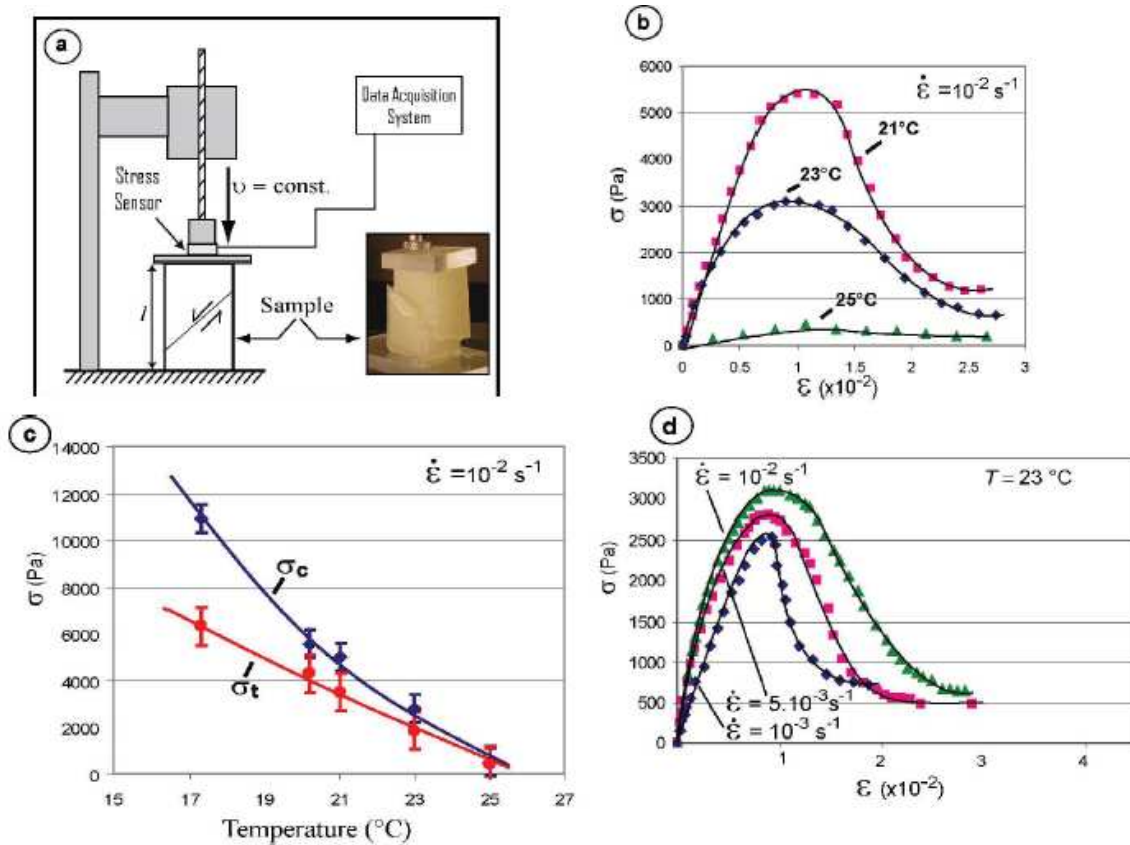 a
Data Acquisition
System
Stress
Sensor
υ = const.
l
Sample
b
6000
5000
4000
3000
2000
1000
0
σ (Pa)
ε̇ =10⁻² s⁻¹
21°C
23°C
25°C
0 0.5 1 1.5 2 2.5 3
ε (x10⁻²)
c
14000
12000
10000
8000
6000
4000
2000
0
σ (Pa)
ε̇ =10⁻² s⁻¹
σc
σt
15 17 19 21 23 25 27
Temperature (°C)
d
3500
3000
2500
2000
1500
1000
500
0
σ (Pa)
ε̇ = 10⁻² s⁻¹
T = 23 °C
ε̇ = 5.10⁻³s⁻¹
ε̇ = 10⁻³ s⁻¹
0 1 2 3 4
ε (x10⁻²)